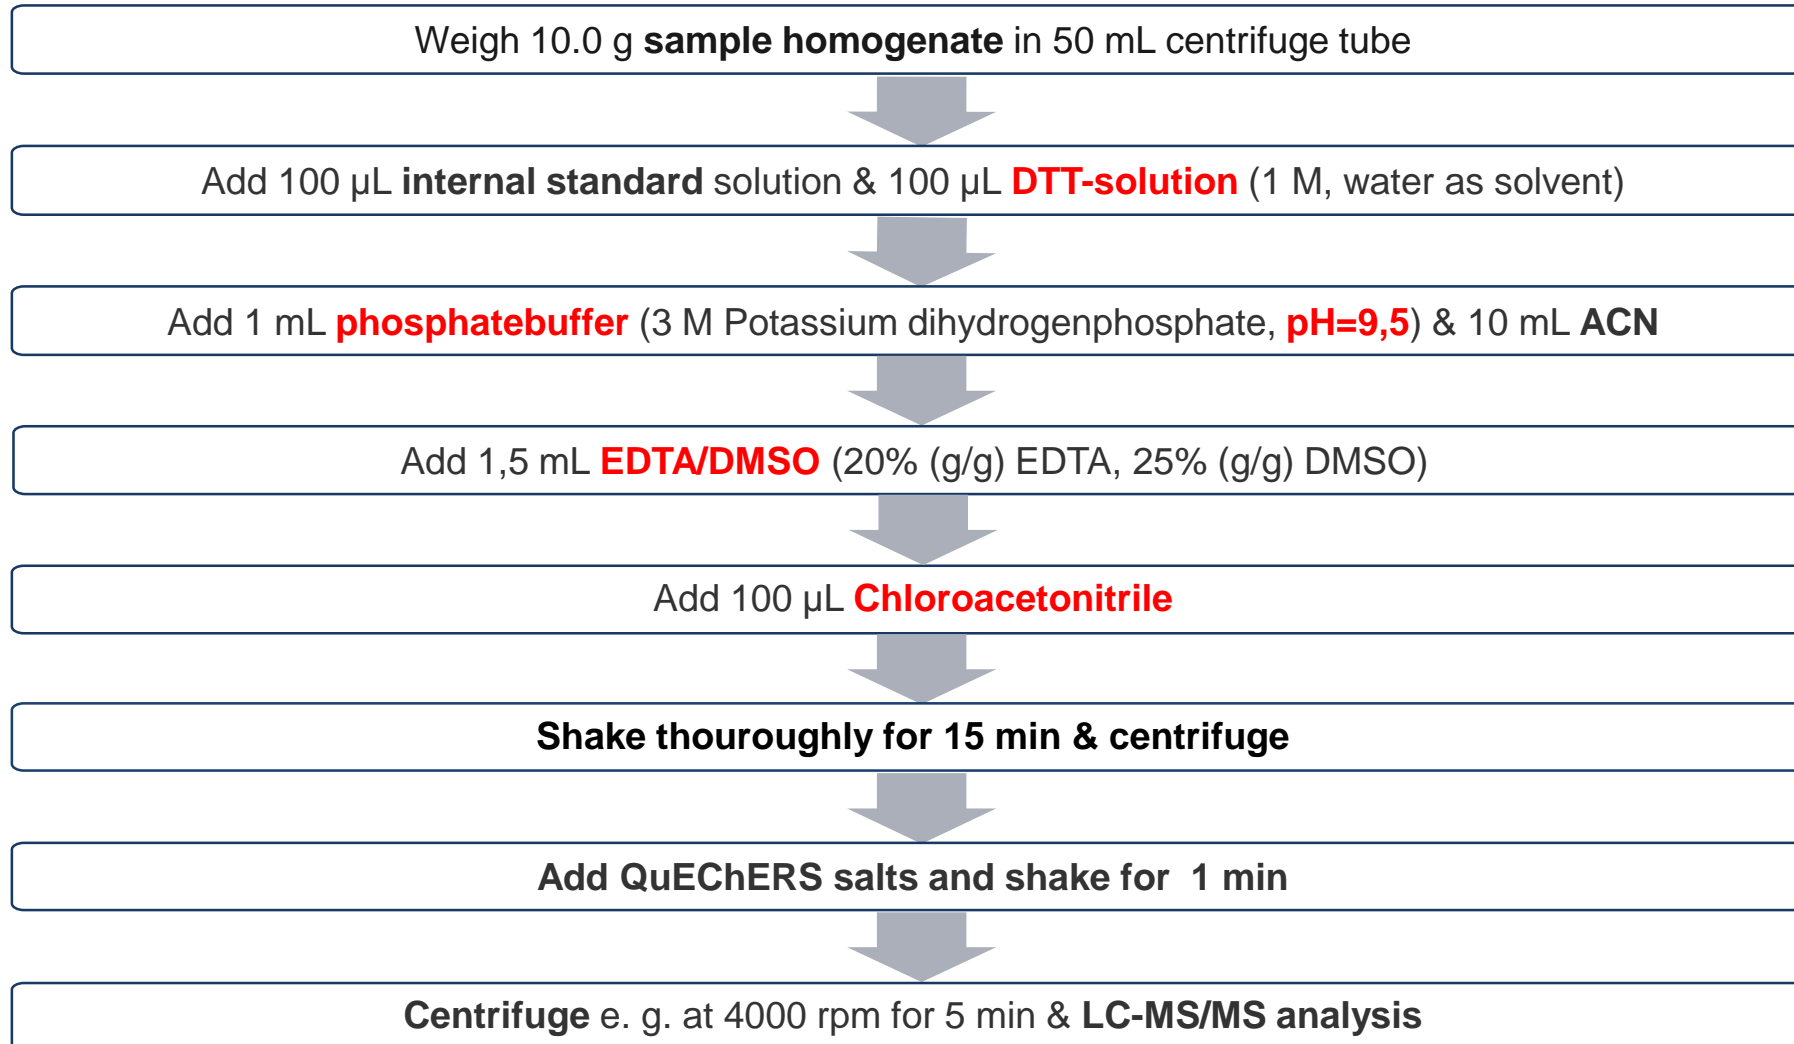 Weigh 10.0 g sample homogenate in 50 mL centrifuge tube
Add 100 µL internal standard solution & 100 µL DTT-solution (1 M, water as solvent)
Add 1 mL phosphatebuffer (3 M Potassium dihydrogenphosphate, pH=9,5) & 10 mL ACN
Add 1,5 mL EDTA/DMSO (20% (g/g) EDTA, 25% (g/g) DMSO)
Add 100 µL Chloroacetonitrile
Shake thouroughly for 15 min & centrifuge
Add QuEChERS salts and shake for 1 min
Centrifuge e. g. at 4000 rpm for 5 min & LC-MS/MS analysis